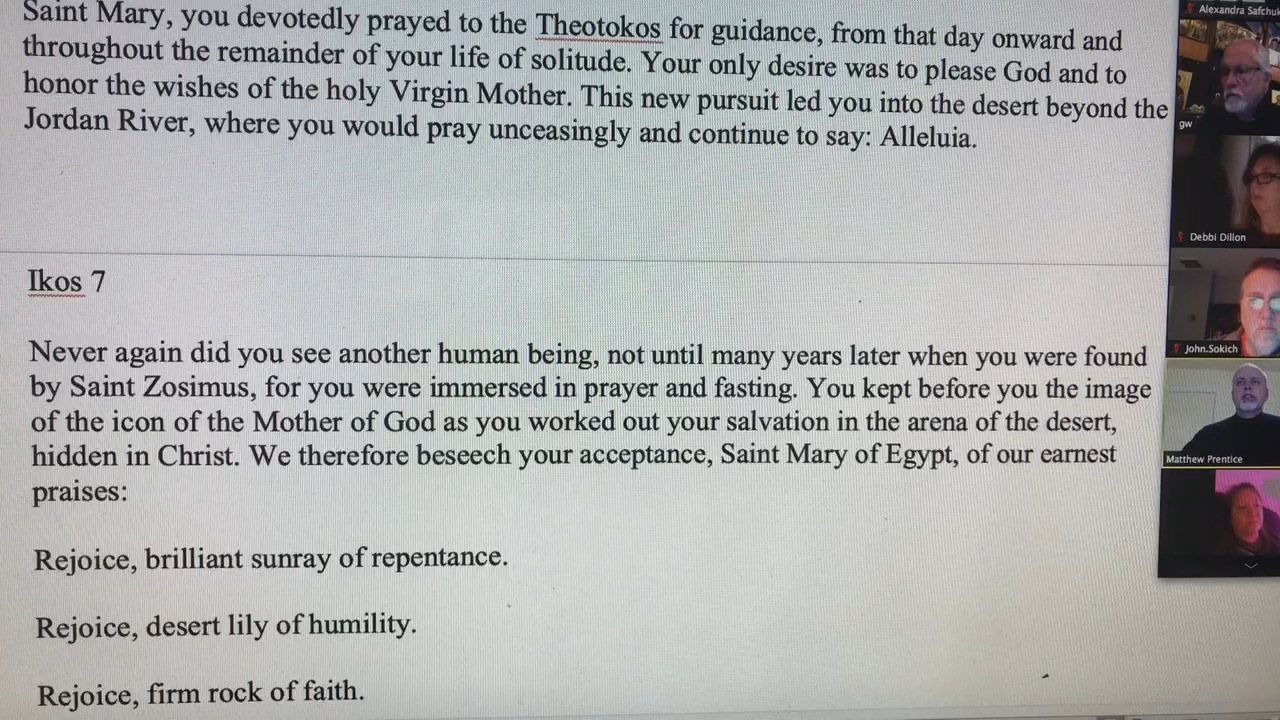 Saint Mary, you devotedly prayed to the Theotokos for guidance, from that day onward and
throughout the remainder of your life of solitude. Your only desire was to please God and to
honor the wishes of the holy Virgin Mother. This new pursuit led you into the desert beyond the
Jordan River, where you would pray unceasingly and continue to say: Alleluia.
Ikos 7
Never again did you see another human being, not until many years later when you were found
by Saint Zosimus, for you were immersed in prayer and fasting. You kept before you the image
of the icon of the Mother of God as you worked out your salvation in the arena of the desert,
hidden in Christ. We therefore beseech your acceptance, Saint Mary of Egypt, of our earnest
praises:
Rejoice, brilliant sunray of repentance.
Rejoice, desert lily of humility.
Rejoice, firm rock of faith.
Alexandra Safchuk
gw
Debbi Dillon
John.Sokich
Matthew Prentice